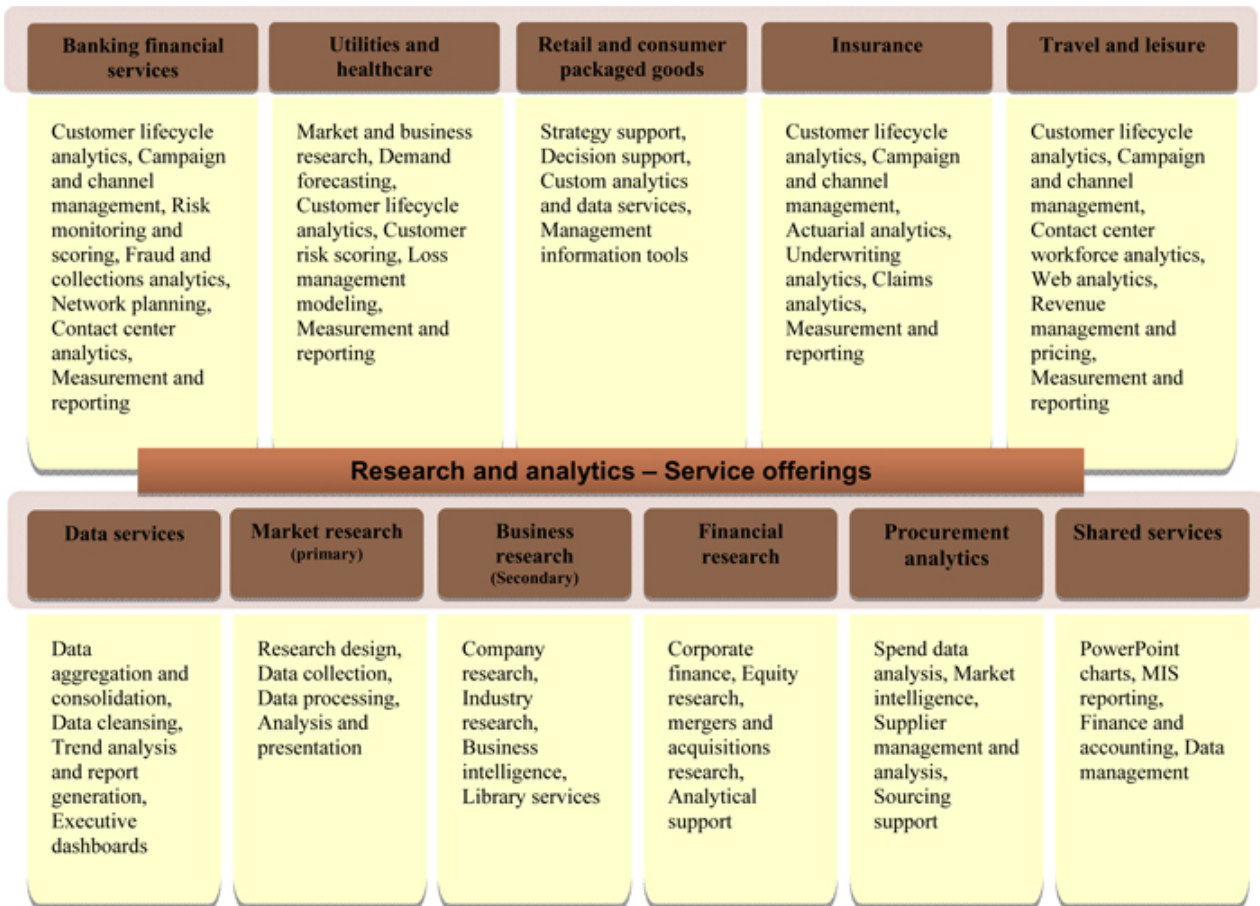 Banking financial
services
Customer lifecycle
analytics, Campaign
and channel
management, Risk
monitoring and
scoring, Fraud and
collections analytics,
Network planning,
Contact center
analytics,
Measurement and
reporting
Utilities and
healthcare
Market and business
research, Demand
forecasting,
Customer lifecycle
analytics, Customer
risk scoring, Loss
management
modeling,
Measurement and
reporting
Retail and consumer
packaged goods
Strategy support,
Decision support,
Custom analytics
and data services,
Management
information tools
Insurance
Customer lifecycle
analytics, Campaign
and channel
management,
Actuarial analytics,
Underwriting
analytics, Claims
analytics,
Measurement and
reporting
Travel and leisure
Customer lifecycle
analytics, Campaign
and channel
management,
Contact center
workforce analytics,
Web analytics,
Revenue
management and
pricing,
Measurement and
reporting
Research and analytics – Service offerings
Data services
Data
aggregation and
consolidation,
Data cleansing,
Trend analysis
and report
generation,
Executive
dashboards
Market research
(primary)
Research design,
Data collection,
Data processing,
Analysis and
presentation
Business
research
(Secondary)
Company
research,
Industry
research,
Business
intelligence,
Library services
Financial
research
Corporate
finance, Equity
research,
mergers and
acquisitions
research,
Analytical
support
Procurement
analytics
Spend data
analysis, Market
intelligence,
Supplier
management and
analysis,
Sourcing
support
Shared services
PowerPoint
charts, MIS
reporting,
Finance and
accounting, Data
management